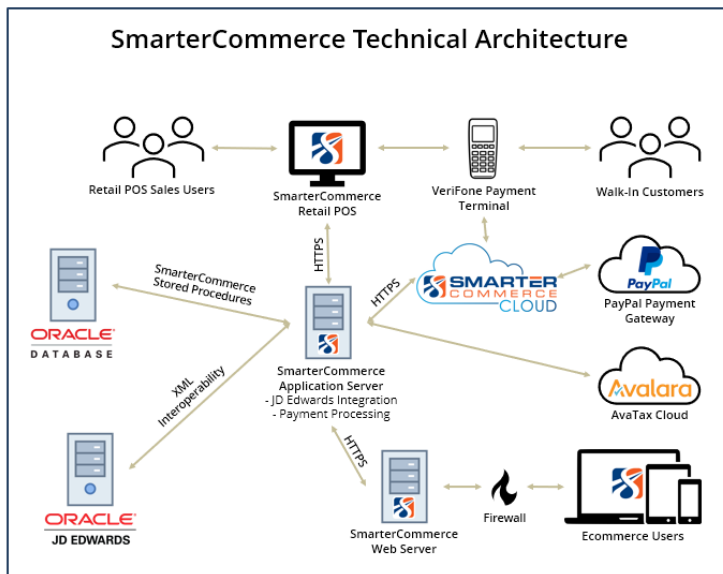 SmarterCommerce Technical Architecture
Retail POS Sales Users
SmarterCommerce
Retail POS
VeriFone Payment
Terminal
Walk-In Customers
HTTPS
SmarterCommerce
Stored Procedures
ORACLE®
DATABASE
HTTPS
SMARTER
COMMERCE
CLOUD
PayPal
PayPal Payment
Gateway
XML
Interoperability
SmarterCommerce
Application Server
- JD Edwards Integration
- Payment Processing
Avalara
AvaTax Cloud
HTTPS
ORACLE®
JD EDWARDS
SmarterCommerce
Web Server
Firewall
Ecommerce Users